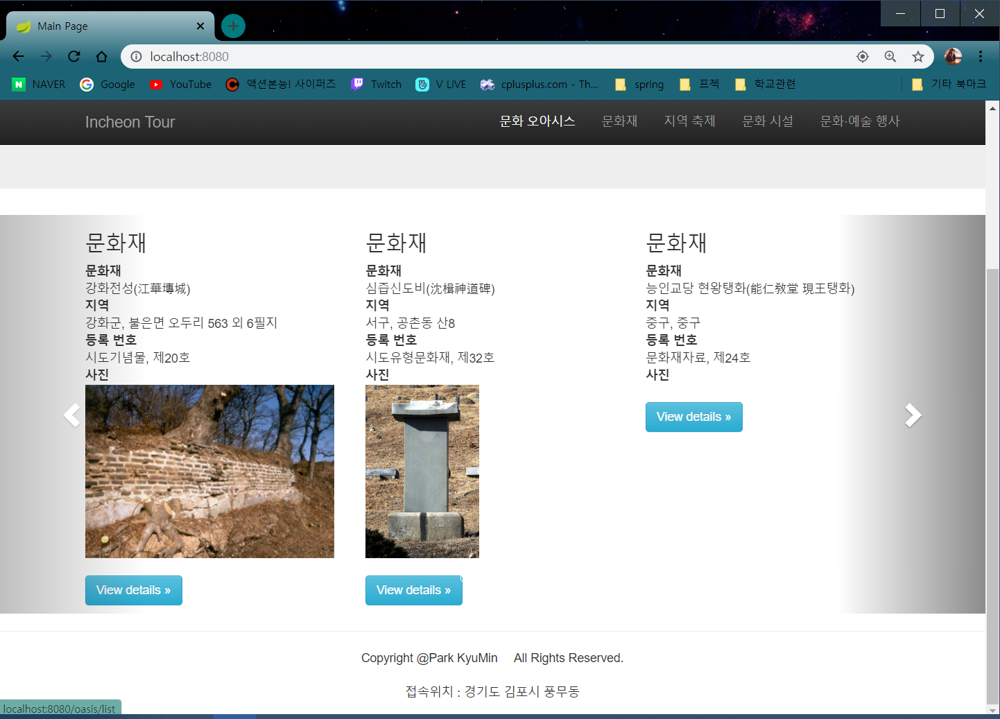 Main Page
localhost:8080
NAVER Google YouTube 액션본능! 사이퍼즈 Twitch V LIVE cplusplus.com - Th... spring 프젝 학교관련 기타 북마크
Incheon Tour 문화 오아시스 문화재 지역 축제 문화 시설 문화·예술 행사
문화재
문화재
강화전성(江華塼城)
지역
강화군, 불은면 오두리 563 외 6필지
등록 번호
시도기념물, 제20호
사진
View details »
문화재
문화재
심즙신도비(沈楫神道碑)
지역
서구, 공촌동 산8
등록 번호
시도유형문화재, 제32호
사진
View details »
문화재
문화재
능인교당 현왕탱화(能仁敎堂 現王탱화)
지역
중구, 중구
등록 번호
문화재자료, 제24호
사진
View details »
Copyright @Park KyuMin All Rights Reserved.
접속위치 : 경기도 김포시 풍무동
localhost:8080/oasis/list